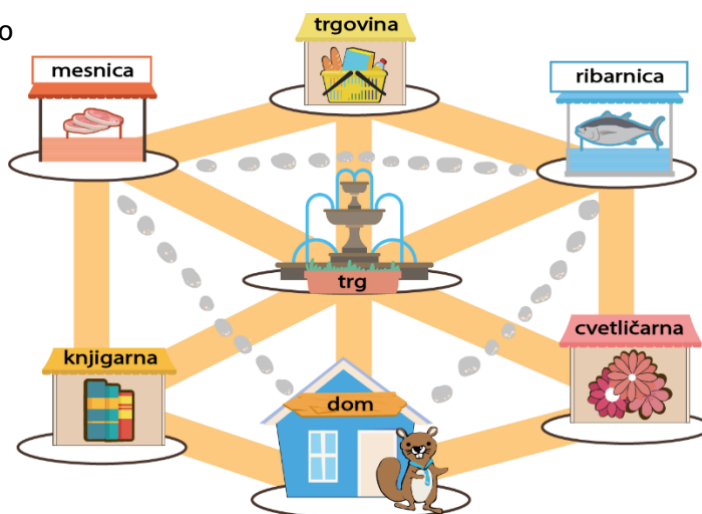 o
trgovina
mesnica
ribarnica
trg
cvetličarna
knjigarna
dom